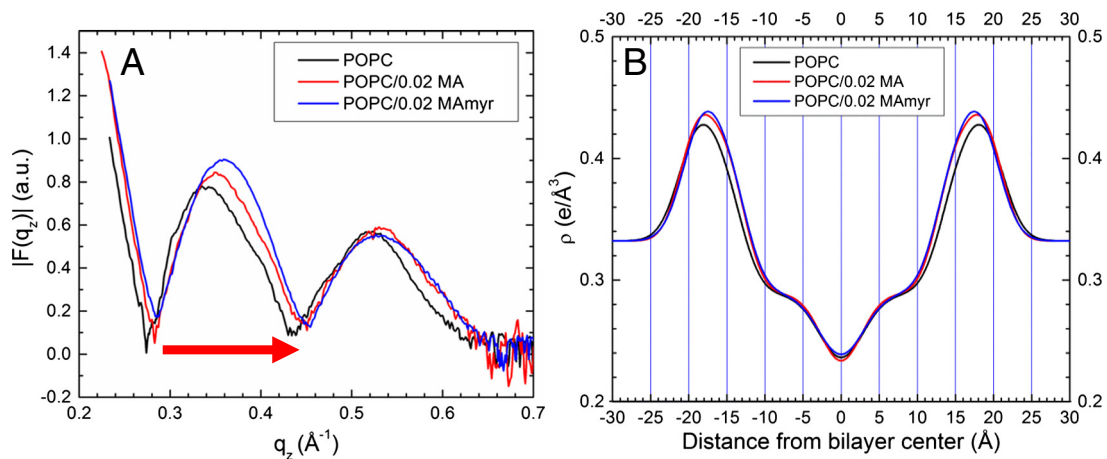 A
POPC
POPC/0.02 MA
POPC/0.02 MAmyr
|F(q_z)| (a.u.)
1.4
1.2
1.0
0.8
0.6
0.4
0.2
0.0
-0.2
0.2 0.3 0.4 0.5 0.6 0.7
q_z (Å⁻¹)
-30 -25 -20 -15 -10 -5 0 5 10 15 20 25 30
B
POPC
POPC/0.02 MA
POPC/0.02 MAmyr
ρ (e/Å³)
0.5 0.5
0.4 0.4
0.3 0.3
0.2 0.2
-30 -25 -20 -15 -10 -5 0 5 10 15 20 25 30
Distance from bilayer center (Å)